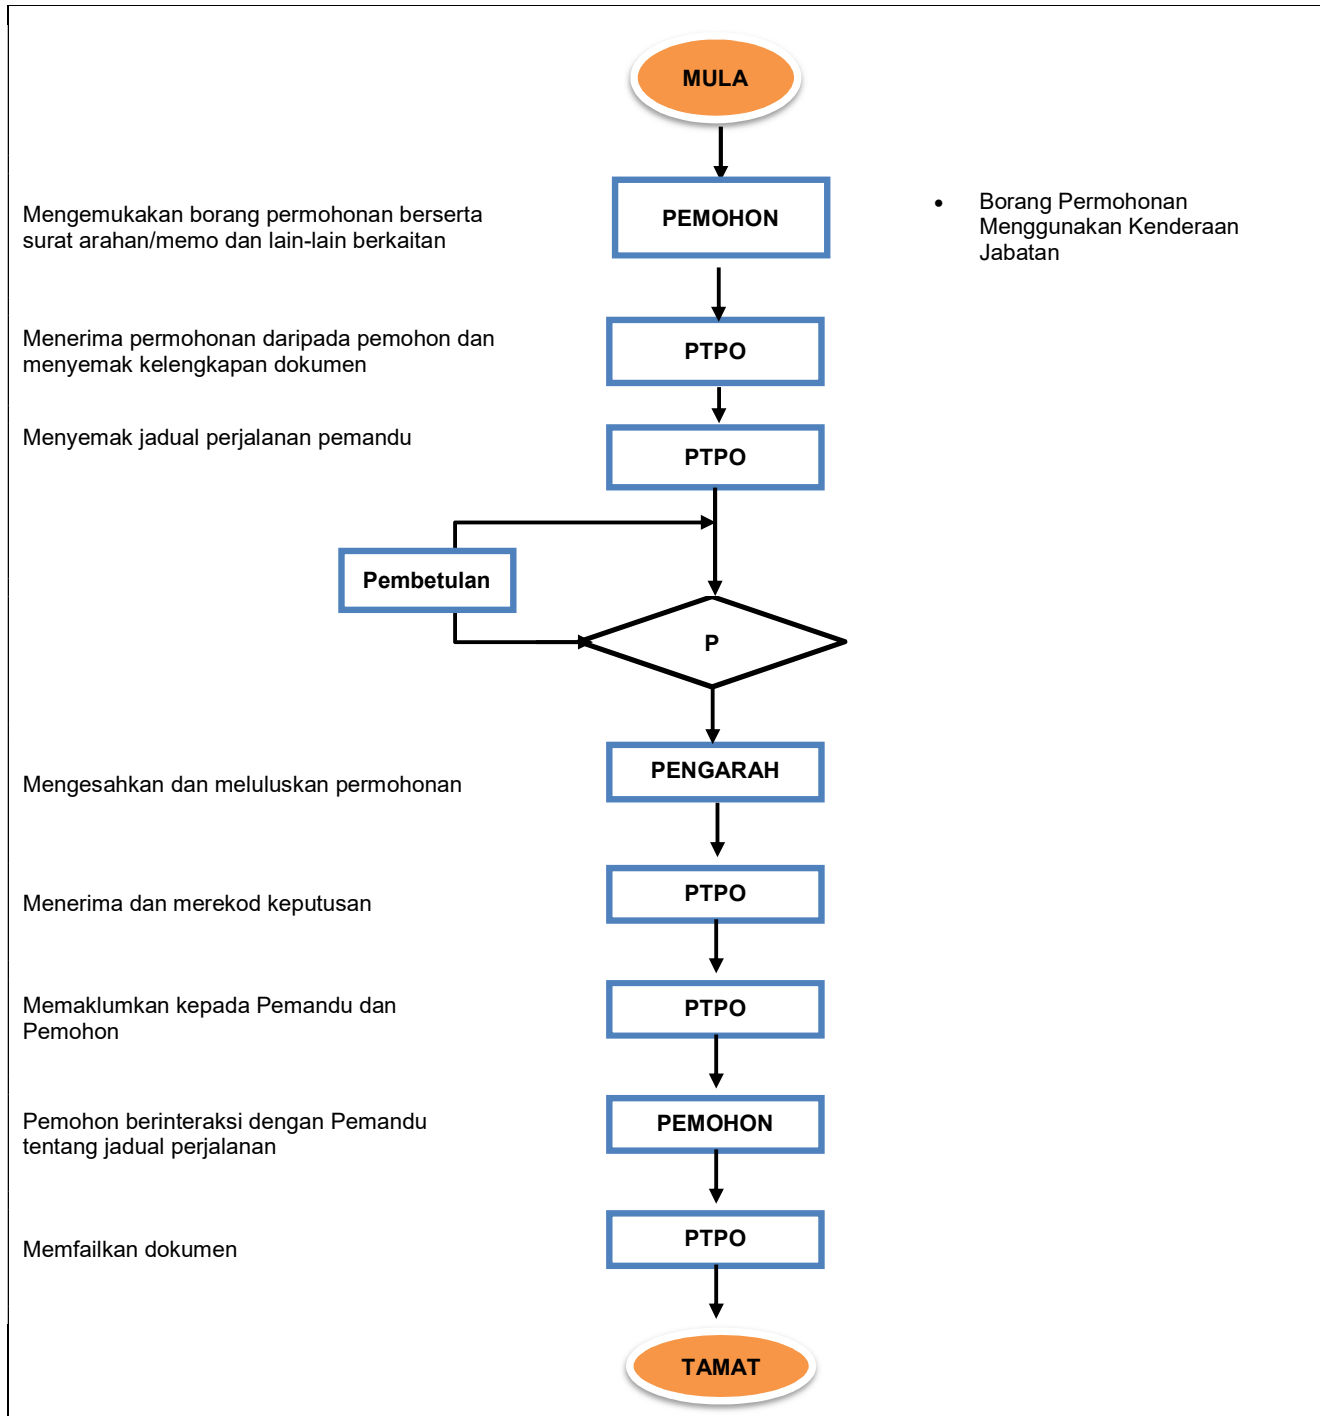 MULA
Mengemukakan borang permohonan berserta
surat arahan/memo dan lain-lain berkaitan
PEMOHON
• Borang Permohonan
Menggunakan Kenderaan
Jabatan
Menerima permohonan daripada pemohon dan
menyemak kelengkapan dokumen
PTPO
Menyemak jadual perjalanan pemandu
PTPO
Pembetulan
P
Mengesahkan dan meluluskan permohonan
PENGARAH
Menerima dan merekod keputusan
PTPO
Memaklumkan kepada Pemandu dan
Pemohon
PTPO
Pemohon berinteraksi dengan Pemandu
tentang jadual perjalanan
PEMOHON
Memfailkan dokumen
PTPO
TAMAT